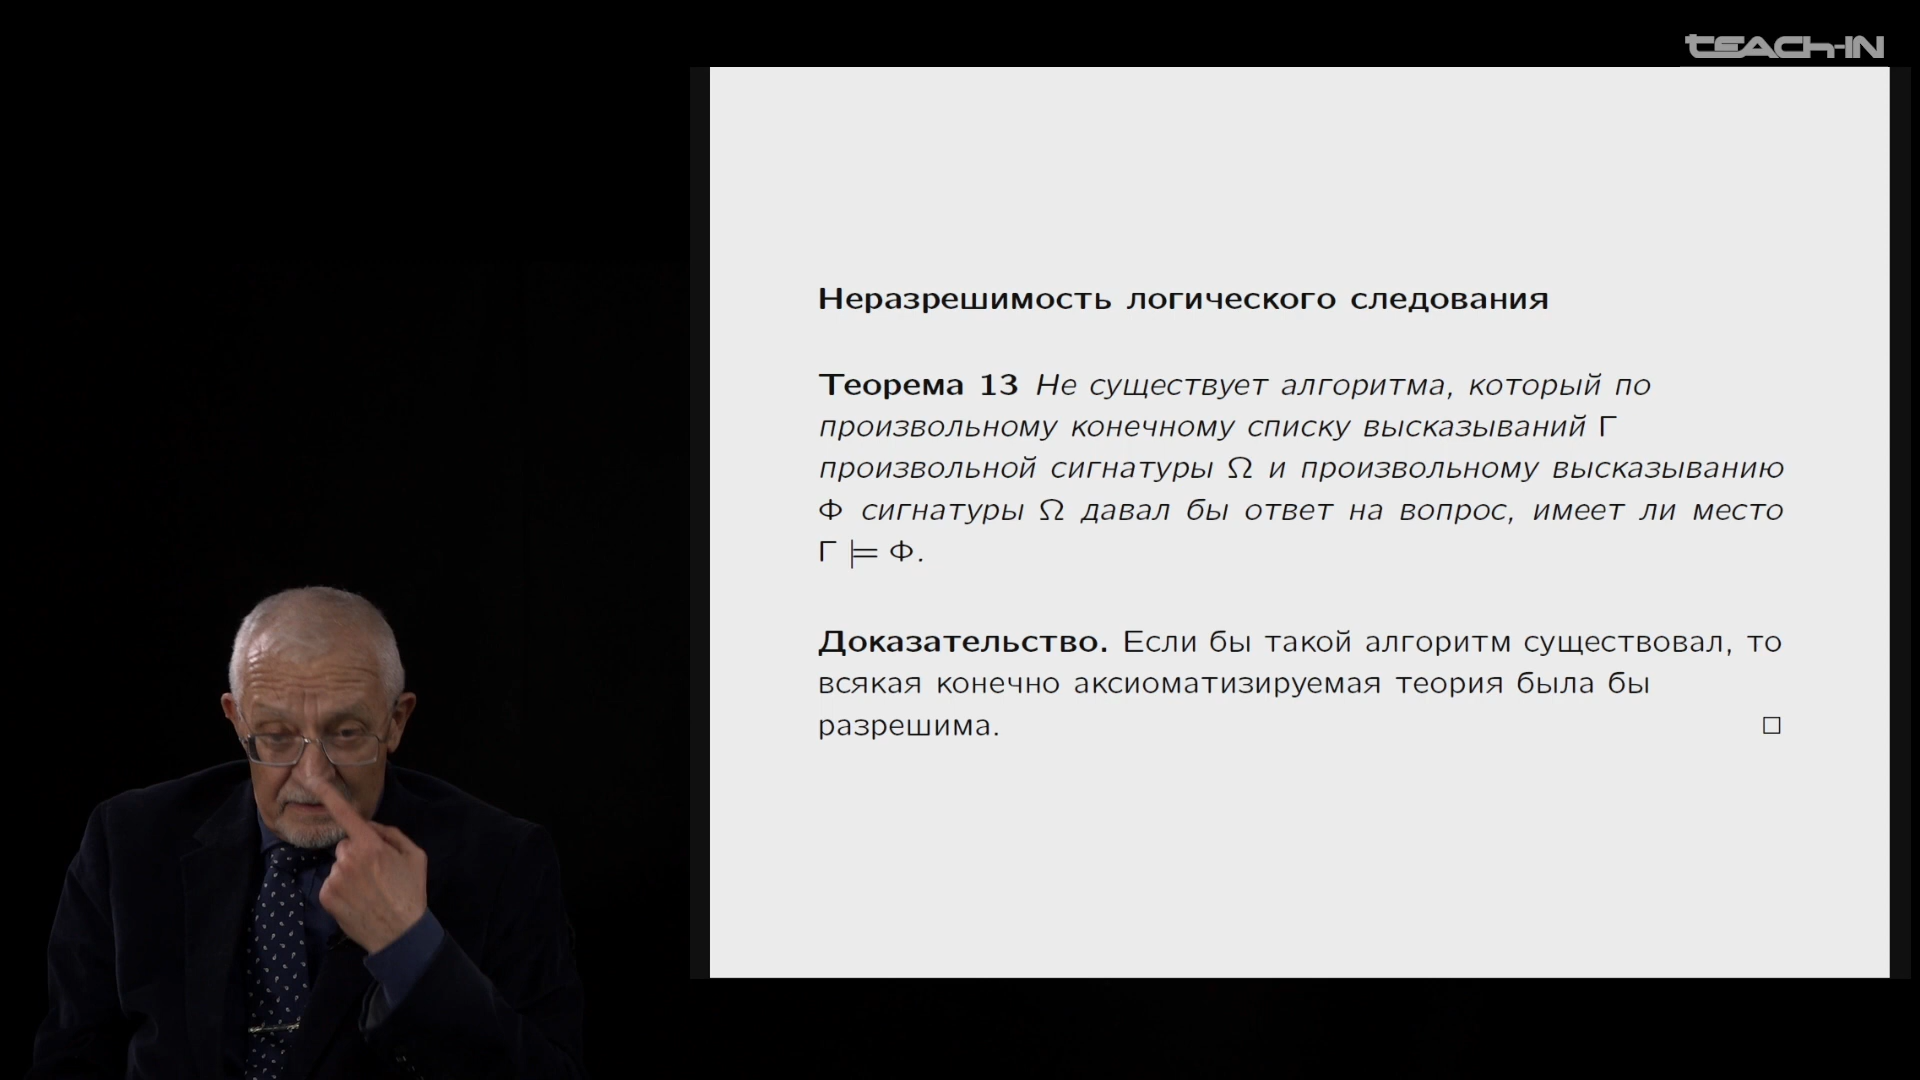 teach-in
Неразрешимость логического следования
Теорема 13 Не существует алгоритма, который по
произвольному конечному списку высказываний Γ
произвольной сигнатуры Ω и произвольному высказыванию
Φ сигнатуры Ω давал бы ответ на вопрос, имеет ли место
Γ ⊨ Φ.
Доказательство. Если бы такой алгоритм существовал, то
всякая конечно аксиоматизируемая теория была бы
разрешима. □